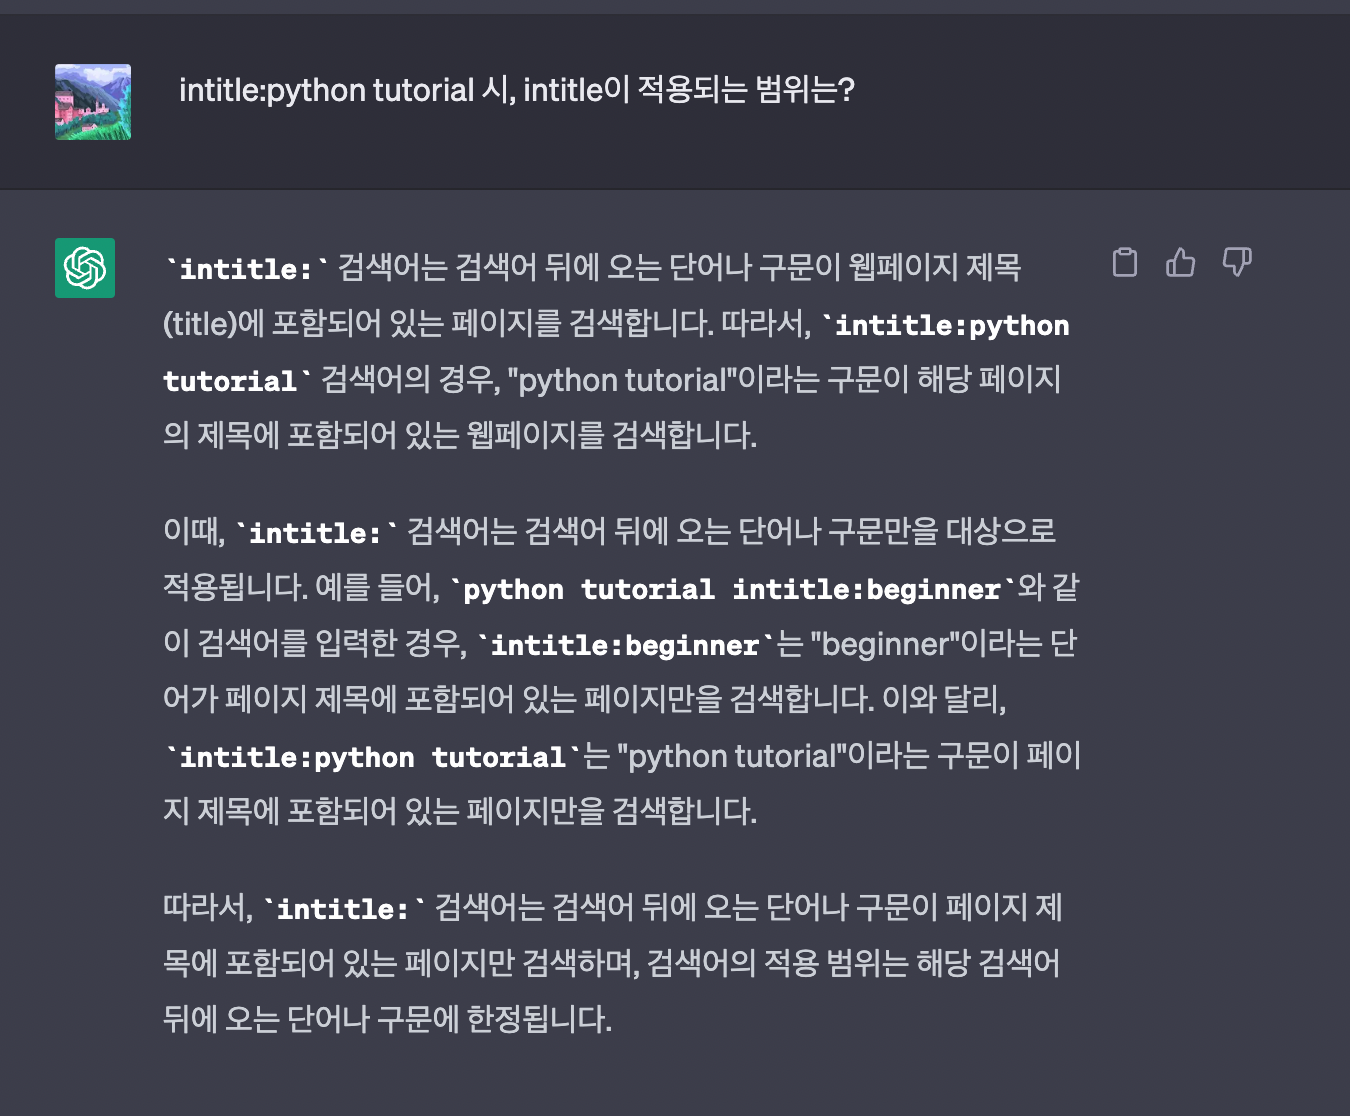 intitle:python tutorial 시, intitle이 적용되는 범위는?
`intitle:` 검색어는 검색어 뒤에 오는 단어나 구문이 웹페이지 제목
(title)에 포함되어 있는 페이지를 검색합니다. 따라서, `intitle:python
tutorial` 검색어의 경우, "python tutorial"이라는 구문이 해당 페이지
의 제목에 포함되어 있는 웹페이지를 검색합니다.
이때, `intitle:` 검색어는 검색어 뒤에 오는 단어나 구문만을 대상으로
적용됩니다. 예를 들어, `python tutorial intitle:beginner`와 같
이 검색어를 입력한 경우, `intitle:beginner`는 "beginner"이라는 단
어가 페이지 제목에 포함되어 있는 페이지만을 검색합니다. 이와 달리,
`intitle:python tutorial`는 "python tutorial"이라는 구문이 페이
지 제목에 포함되어 있는 페이지만을 검색합니다.
따라서, `intitle:` 검색어는 검색어 뒤에 오는 단어나 구문이 페이지 제
목에 포함되어 있는 페이지만 검색하며, 검색어의 적용 범위는 해당 검색어
뒤에 오는 단어나 구문에 한정됩니다.